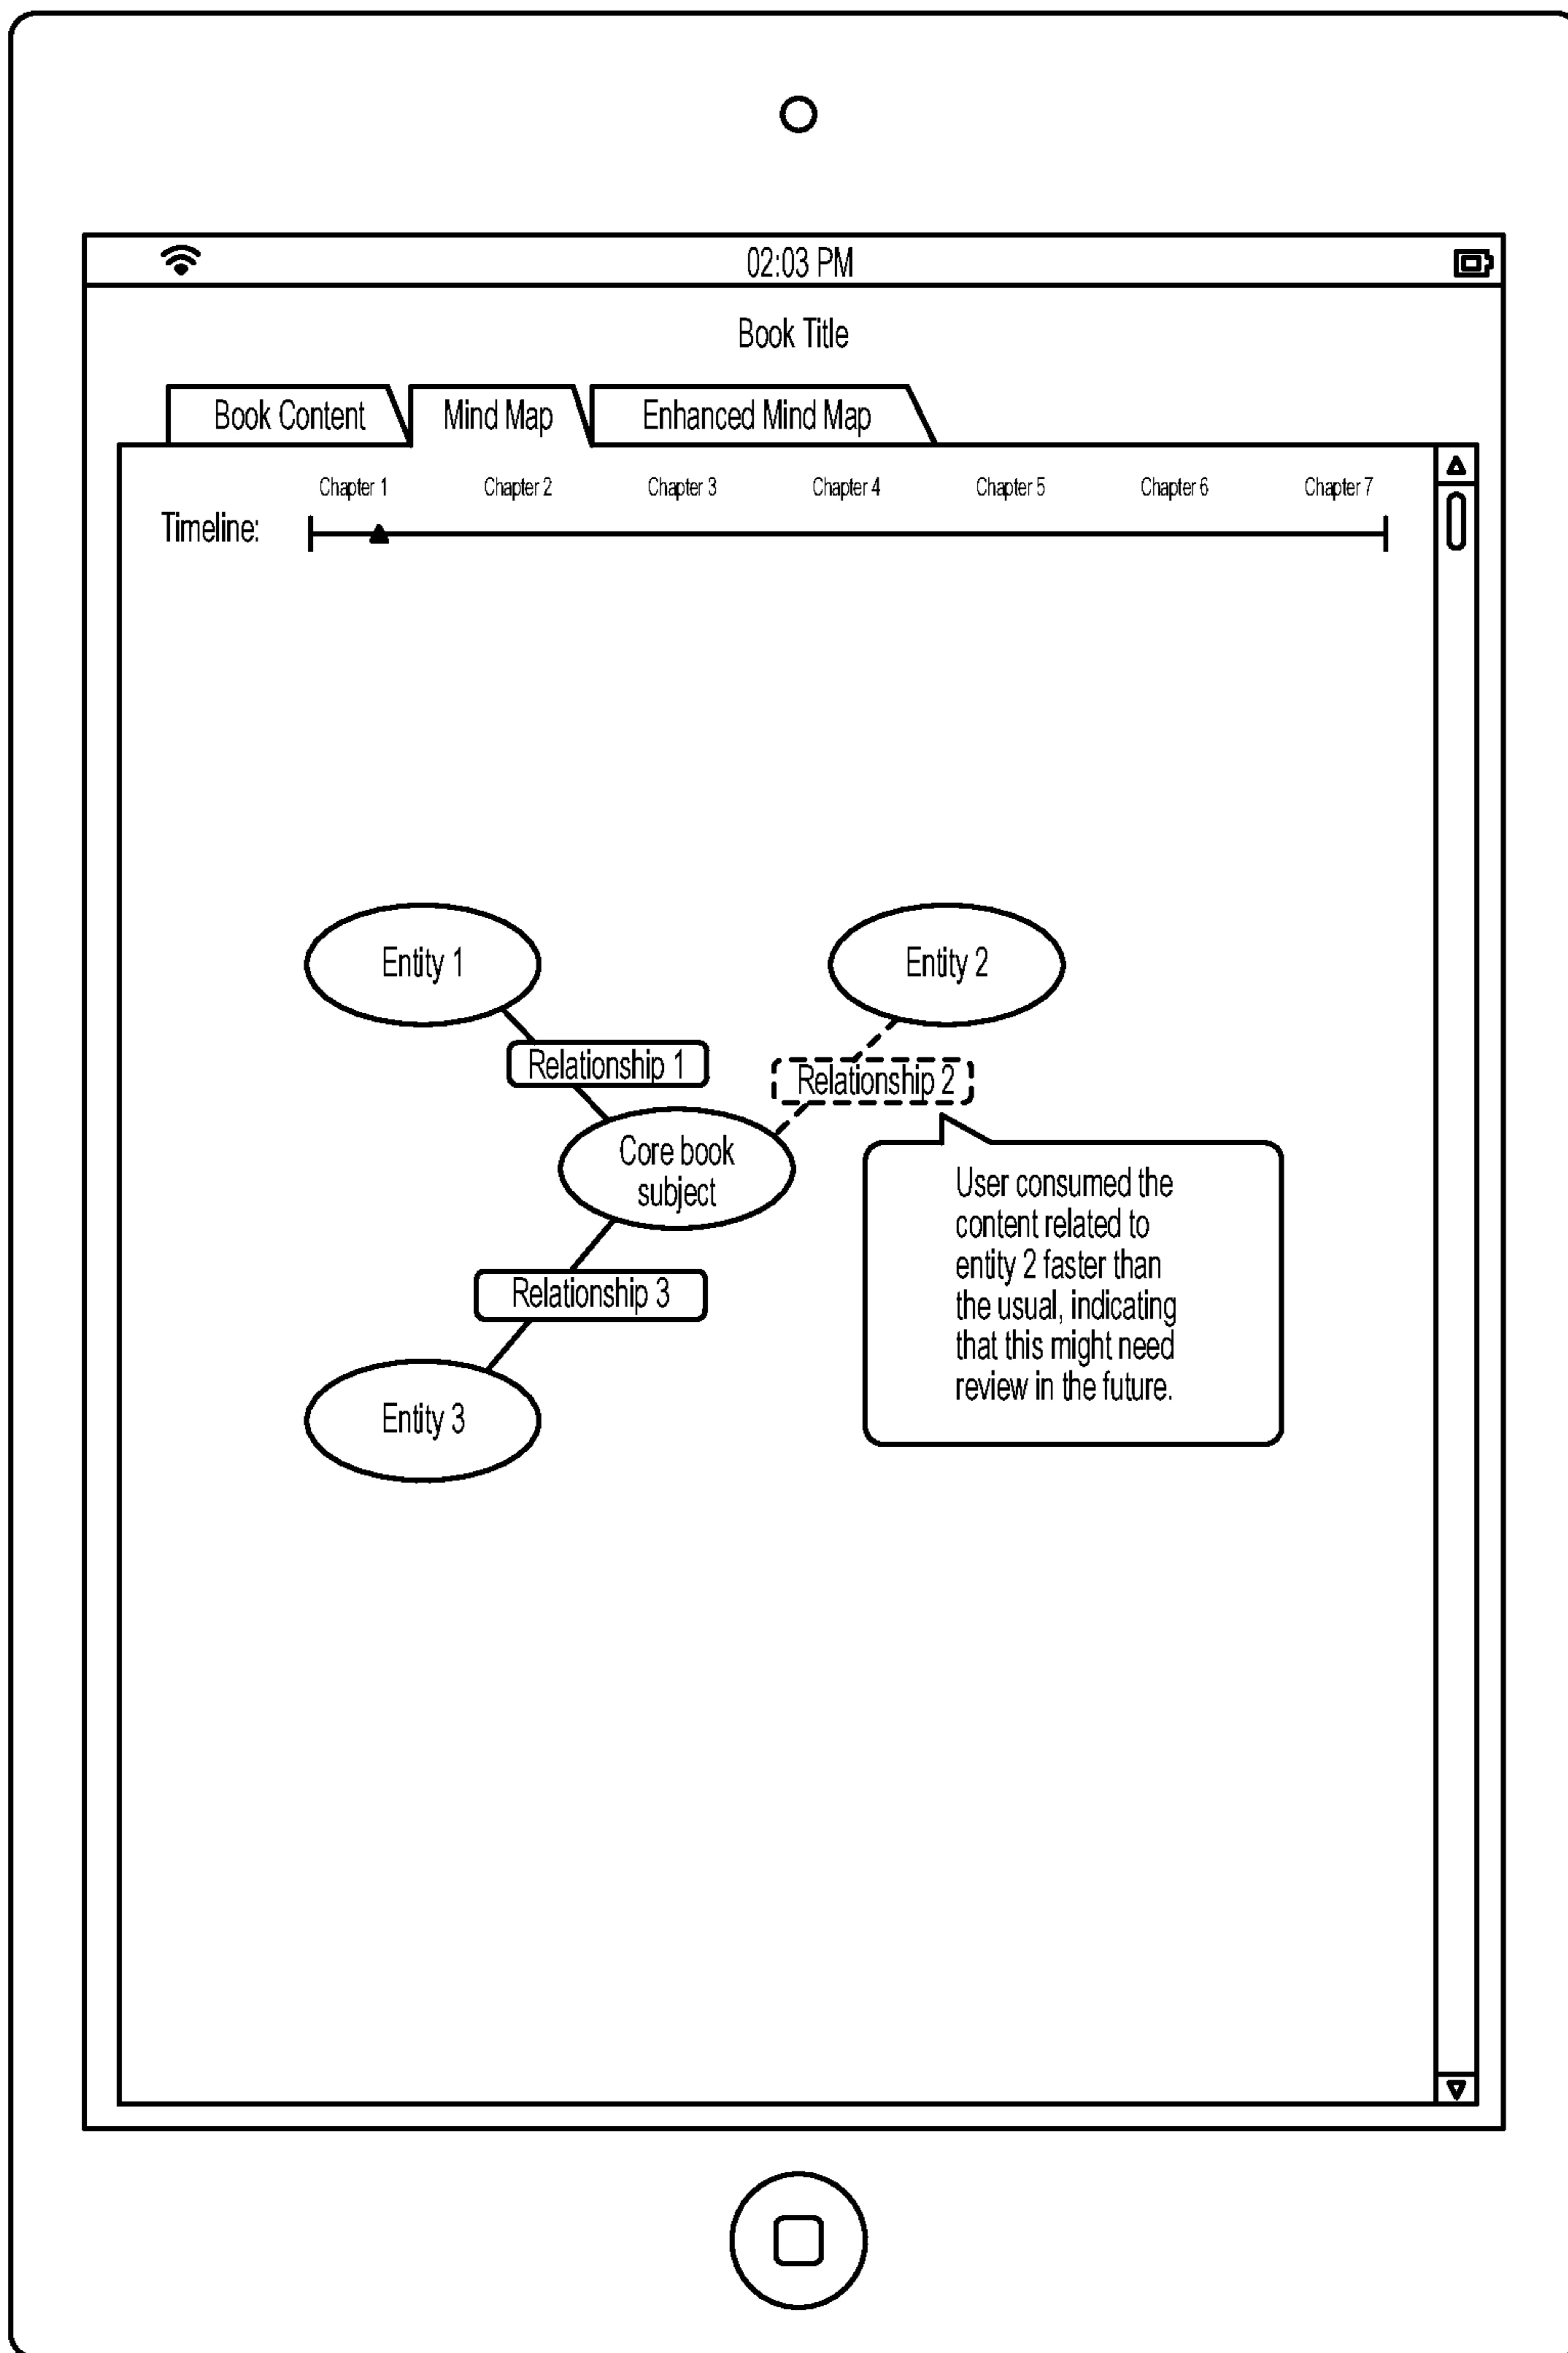 02:03 PM
Book Title
Book Content
Mind Map
Enhanced Mind Map
Chapter 1
Chapter 2
Chapter 3
Chapter 4
Chapter 5
Chapter 6
Chapter 7
Timeline:
Entity 1
Entity 2
Relationship 1
Relationship 2
Core book
subject
User consumed the
content related to
entity 2 faster than
the usual, indicating
that this might need
review in the future.
Relationship 3
Entity 3